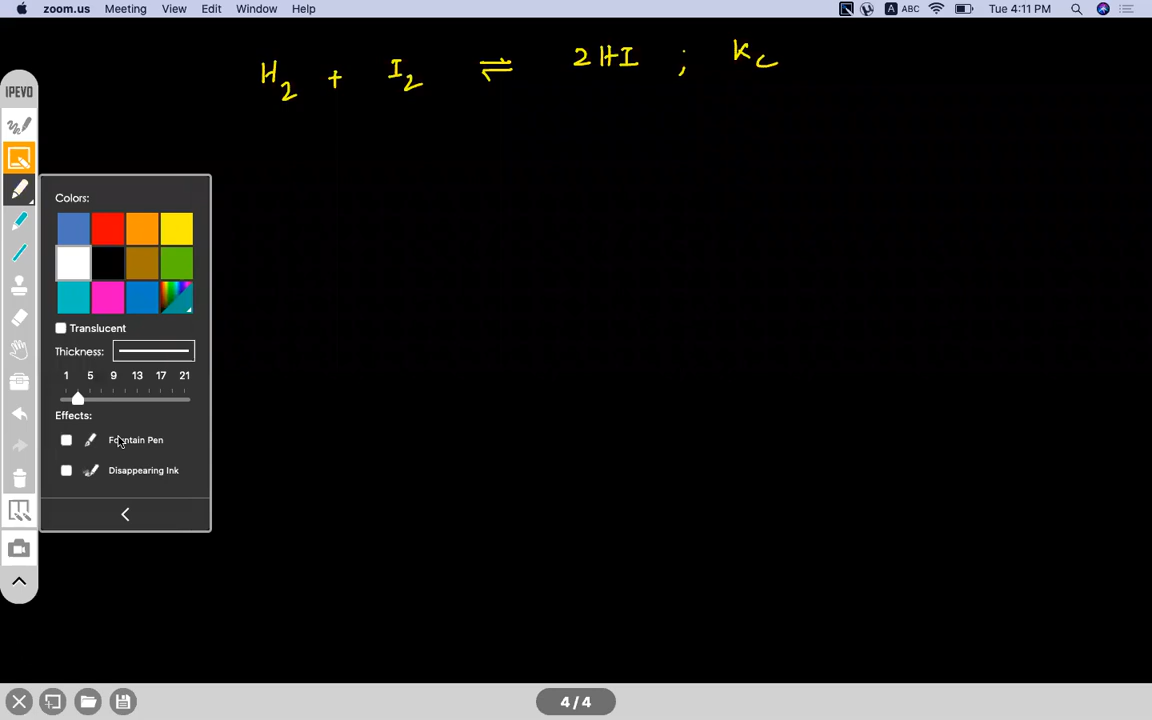 zoom.us Meeting View Edit Window Help
A ABC Tue 4:11 PM
H₂ + I₂ ⇌ 2HI ; Kc
IPEVO
Colors:
Translucent
Thickness:
1 5 9 13 17 21
Effects:
Fountain Pen
Disappearing Ink
4 / 4